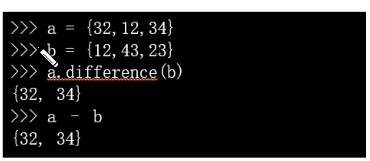 >>> a = {32,12,34}
>>> b = {12,43,23}
>>> a.difference(b)
{32, 34}
>>> a - b
{32, 34}